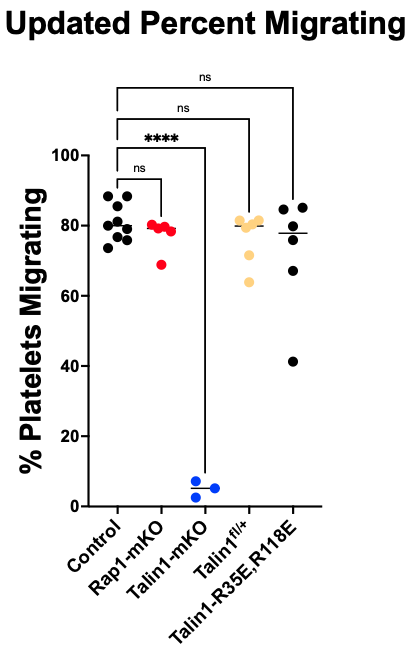 Updated Percent Migrating
ns
ns
****
ns
% Platelets Migrating
100
80
60
40
20
0
Control
Rap1-mKO
Talin1-mKO
Talin1fl/+
Talin1-R35E,R118E